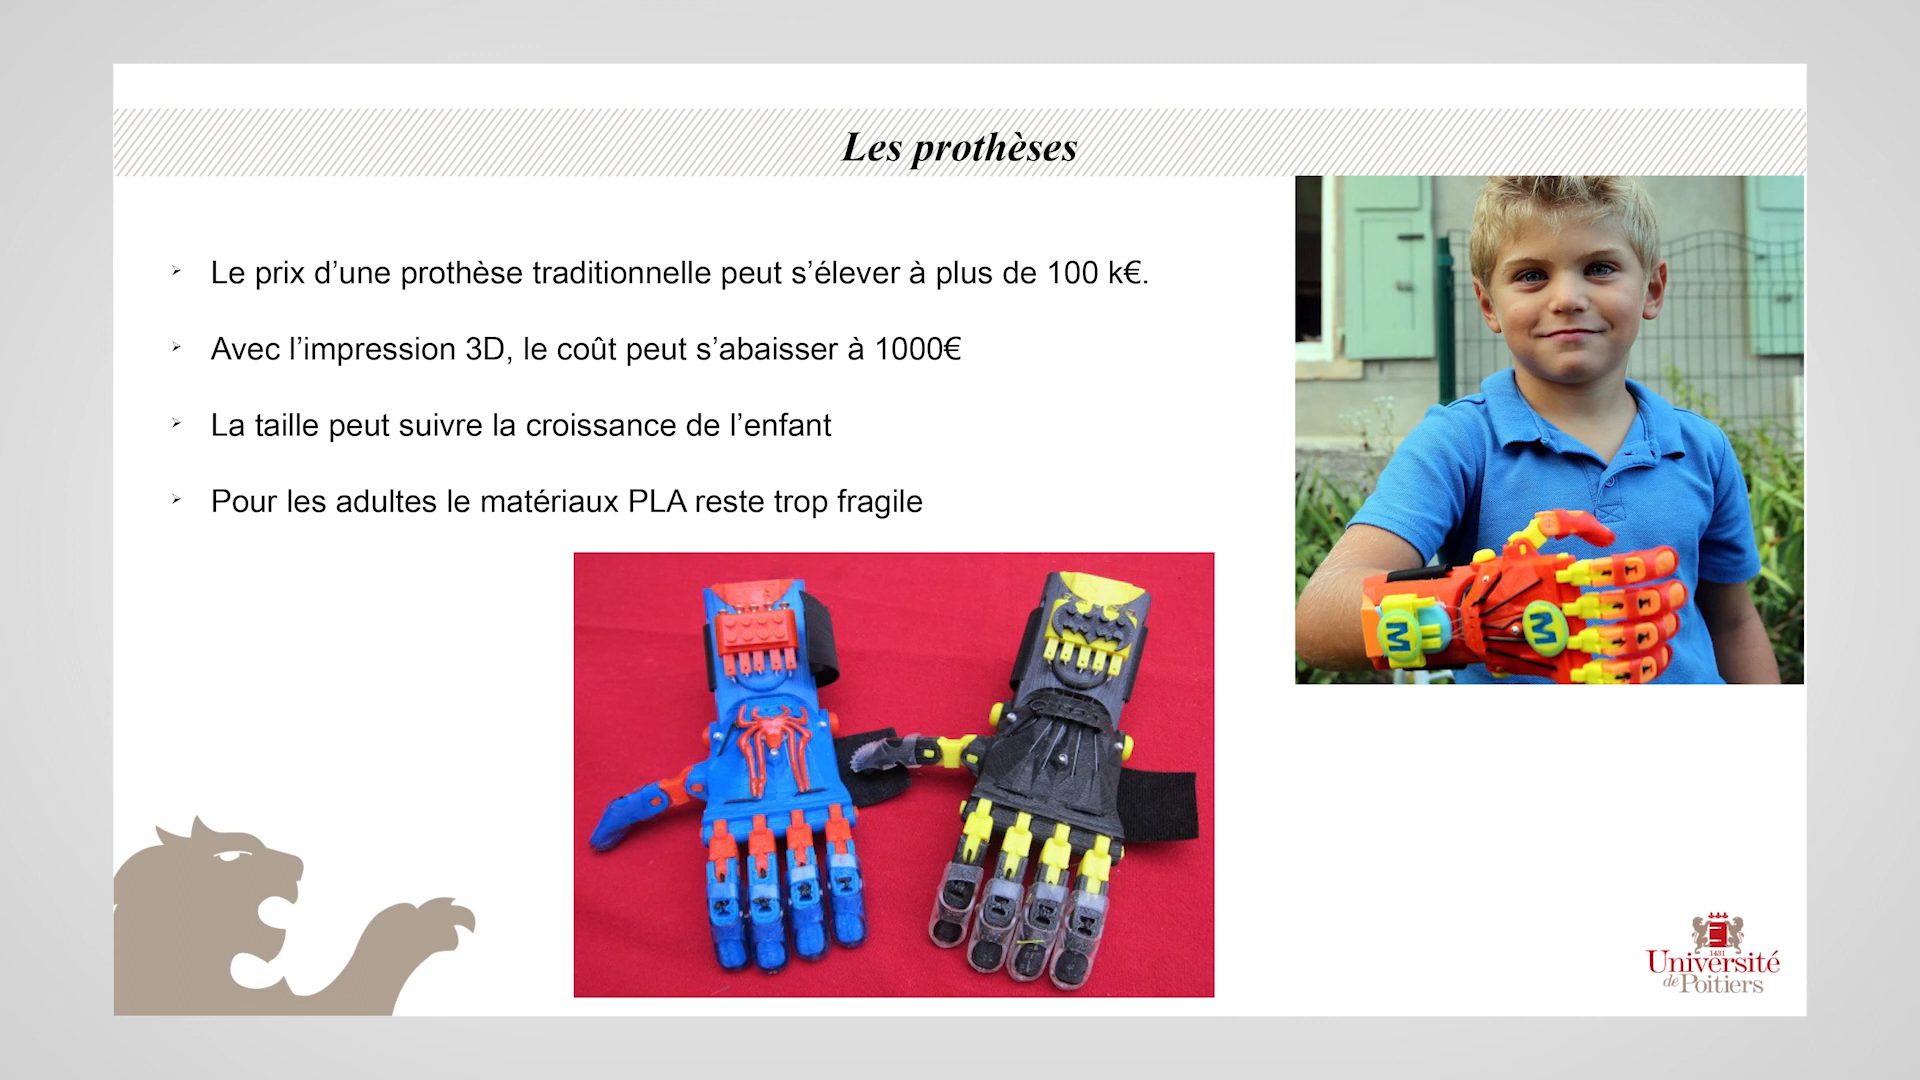 Les prothèses
Le prix d’une prothèse traditionnelle peut s’élever à plus de 100 k€.
Avec l’impression 3D, le coût peut s’abaisser à 1000€
La taille peut suivre la croissance de l’enfant
Pour les adultes le matériaux PLA reste trop fragile
M
M
1431
Université
de Poitiers